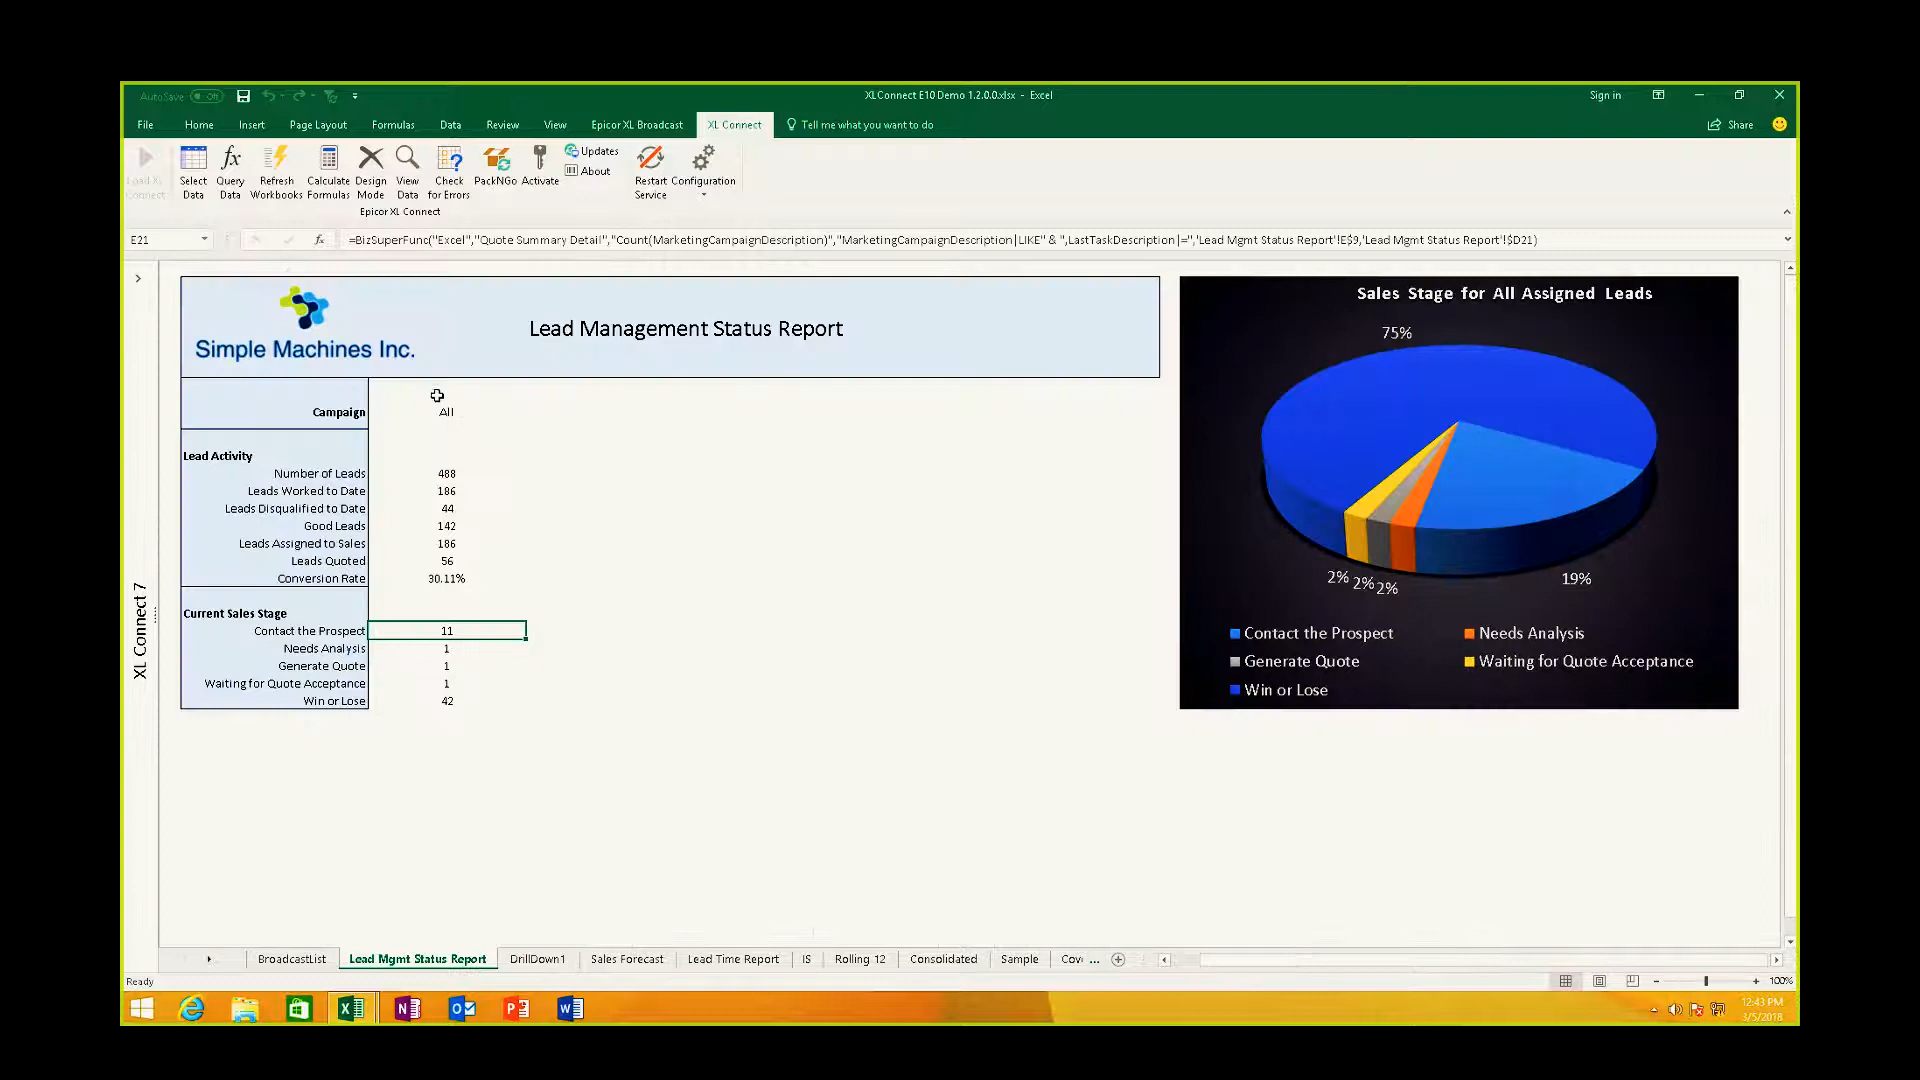 AutoSave Off
XLConnect E10 Demo 1.2.0.0.xlsx - Excel
Sign in
File Home Insert Page Layout Formulas Data Review View Epicor XL Broadcast XL Connect Tell me what you want to do Share
Load XL Connect
Select Data
Query Data
Refresh Workbooks
Calculate Formulas
Design Mode
View Data
Check for Errors
PackNGo
Activate
Updates
About
Restart Service
Configuration
Epicor XL Connect
E21 fx =BizSuperFunc("Excel","Quote Summary Detail","Count(MarketingCampaignDescription)","MarketingCampaignDescription|LIKE" & ",LastTaskDescription|=",'Lead Mgmt Status Report'!E$9,'Lead Mgmt Status Report'!$D21)
XL Connect 7
Simple Machines Inc.
Lead Management Status Report
Campaign All
Lead Activity
Number of Leads 488
Leads Worked to Date 186
Leads Disqualified to Date 44
Good Leads 142
Leads Assigned to Sales 186
Leads Quoted 56
Conversion Rate 30.11%
Current Sales Stage
Contact the Prospect 11
Needs Analysis 1
Generate Quote 1
Waiting for Quote Acceptance 1
Win or Lose 42
Sales Stage for All Assigned Leads
75%
2% 2% 2% 19%
Contact the Prospect Needs Analysis
Generate Quote Waiting for Quote Acceptance
Win or Lose
BroadcastList Lead Mgmt Status Report DrillDown1 Sales Forecast Lead Time Report IS Rolling 12 Consolidated Sample Cov ...
Ready
100%
12:43 PM
3/5/2018